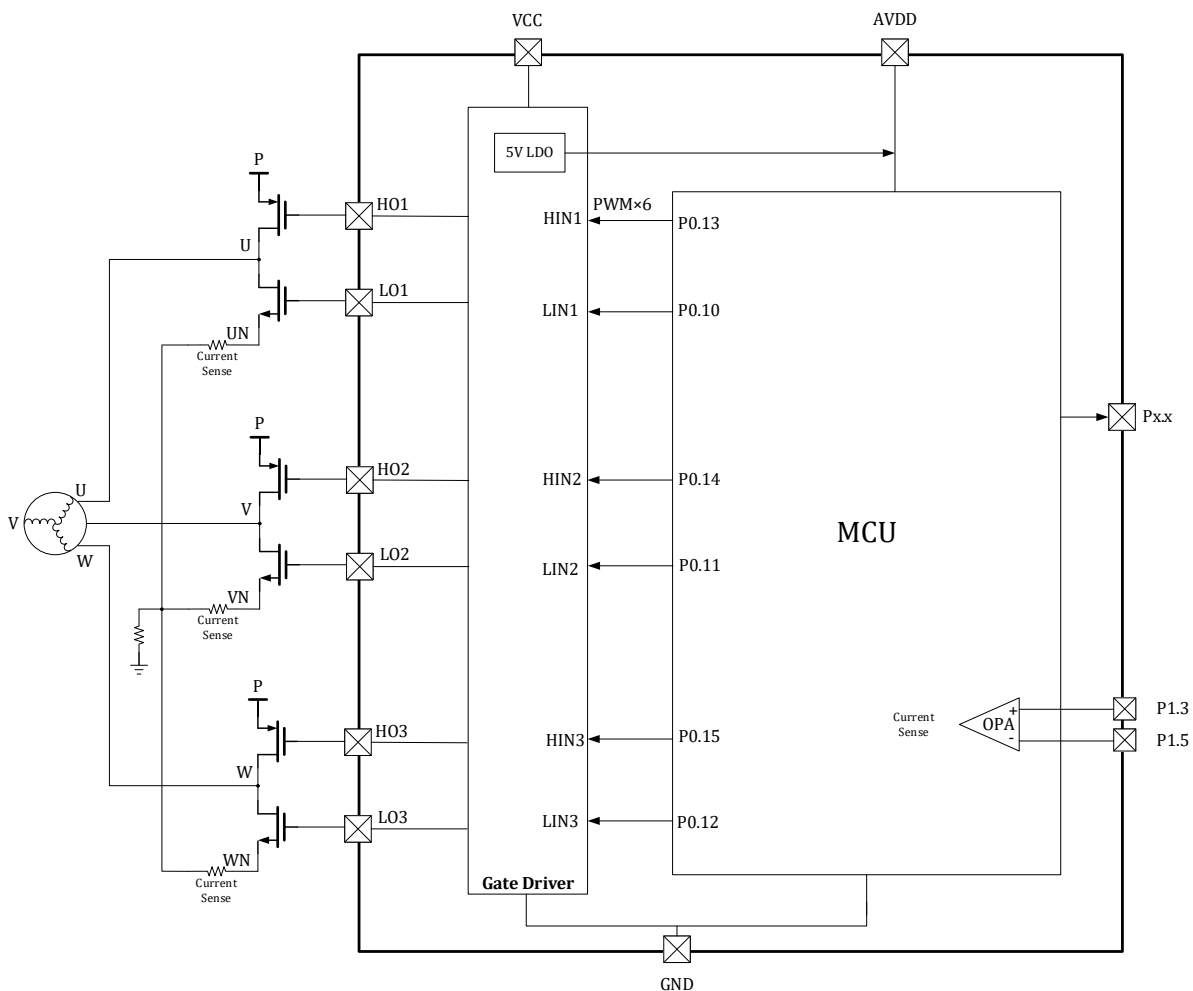 VCC
AVDD
5V LDO
P
HO1
HIN1
PWM×6
P0.13
U
LO1
LIN1
P0.10
UN
Current
Sense
Px.x
P
HO2
HIN2
P0.14
U
V
V
W
LO2
LIN2
P0.11
MCU
VN
Current
Sense
P
HO3
HIN3
P0.15
Current
Sense
+
OPA
-
P1.3
P1.5
W
LO3
LIN3
P0.12
WN
Current
Sense
Gate Driver
GND